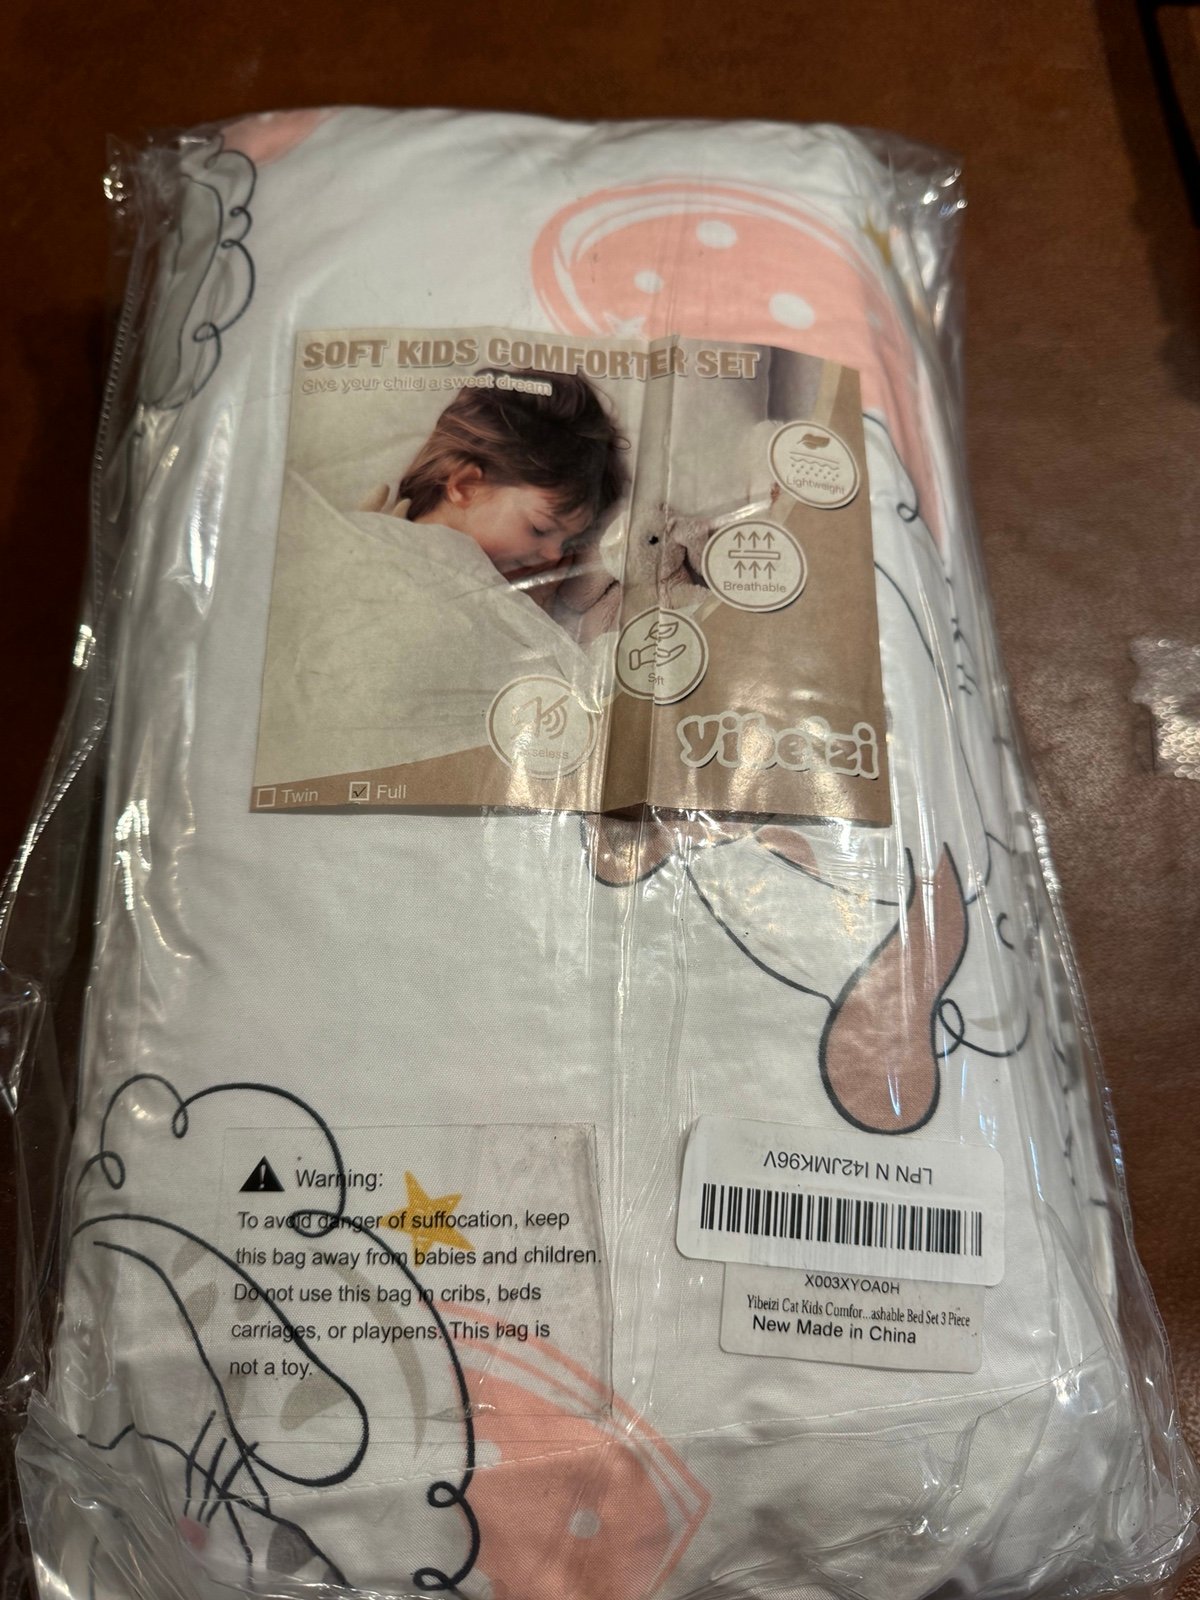 SOFT KIDS COMFORTER SET
Give your child a sweet dream
Lightweight
Breathable
Soft
Yibeizi
Twin
Full
Warning:
To avoid danger of suffocation, keep
this bag away from babies and children.
Do not use this bag in cribs, beds
carriages, or playpens. This bag is
not a toy.
LPN N I42JMK96V
X003XYOA0H
Yibeizi Cat Kids Comfor...ashable Bed Set 3 Piece
New Made in China